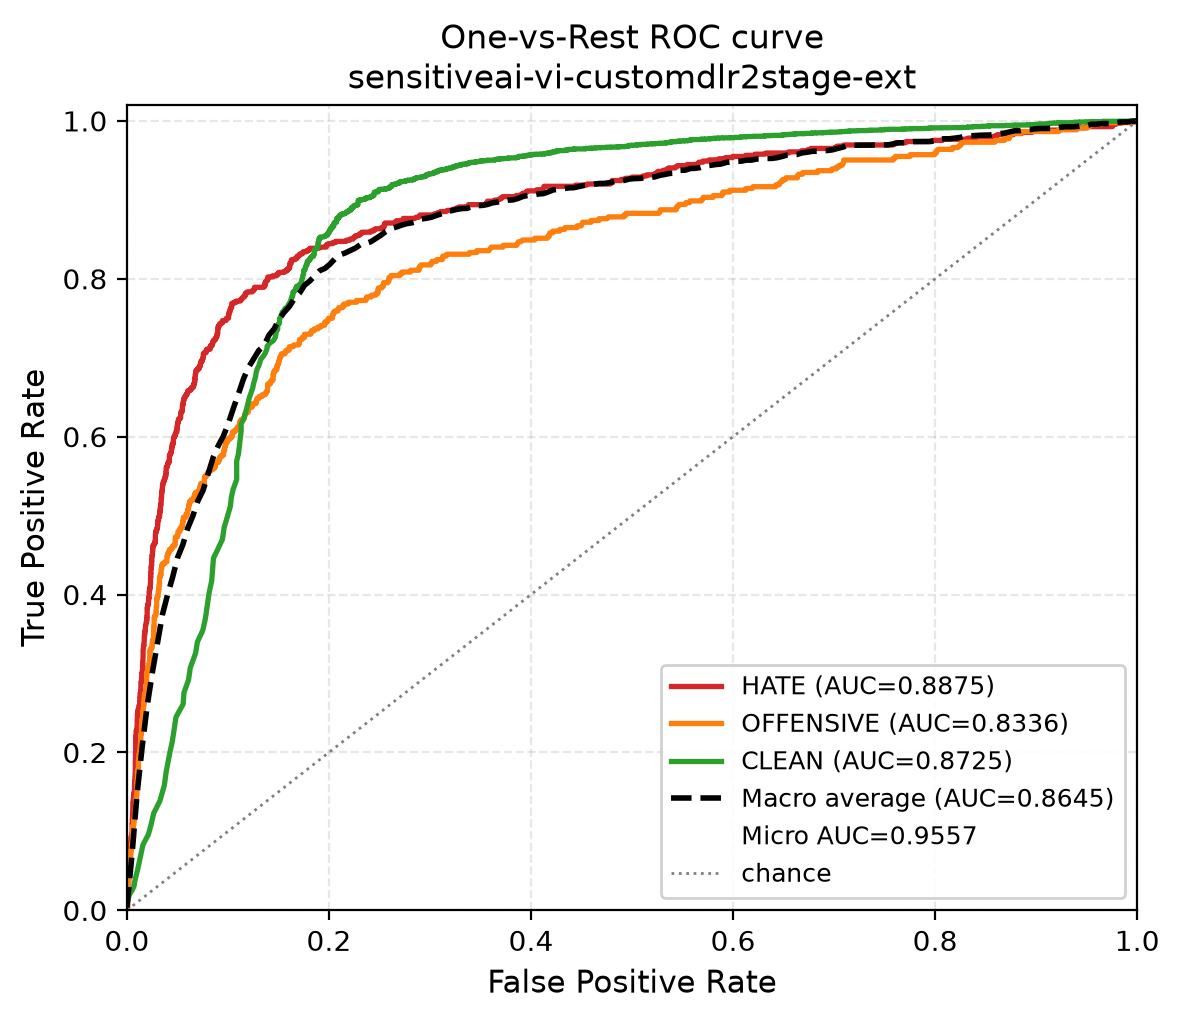 One-vs-Rest ROC curve
sensitiveai-vi-customdlr2stage-ext
True Positive Rate
1.0
0.8
0.6
0.4
0.2
0.0
HATE (AUC=0.8875)
OFFENSIVE (AUC=0.8336)
CLEAN (AUC=0.8725)
Macro average (AUC=0.8645)
Micro AUC=0.9557
chance
0.0 0.2 0.4 0.6 0.8 1.0
False Positive Rate